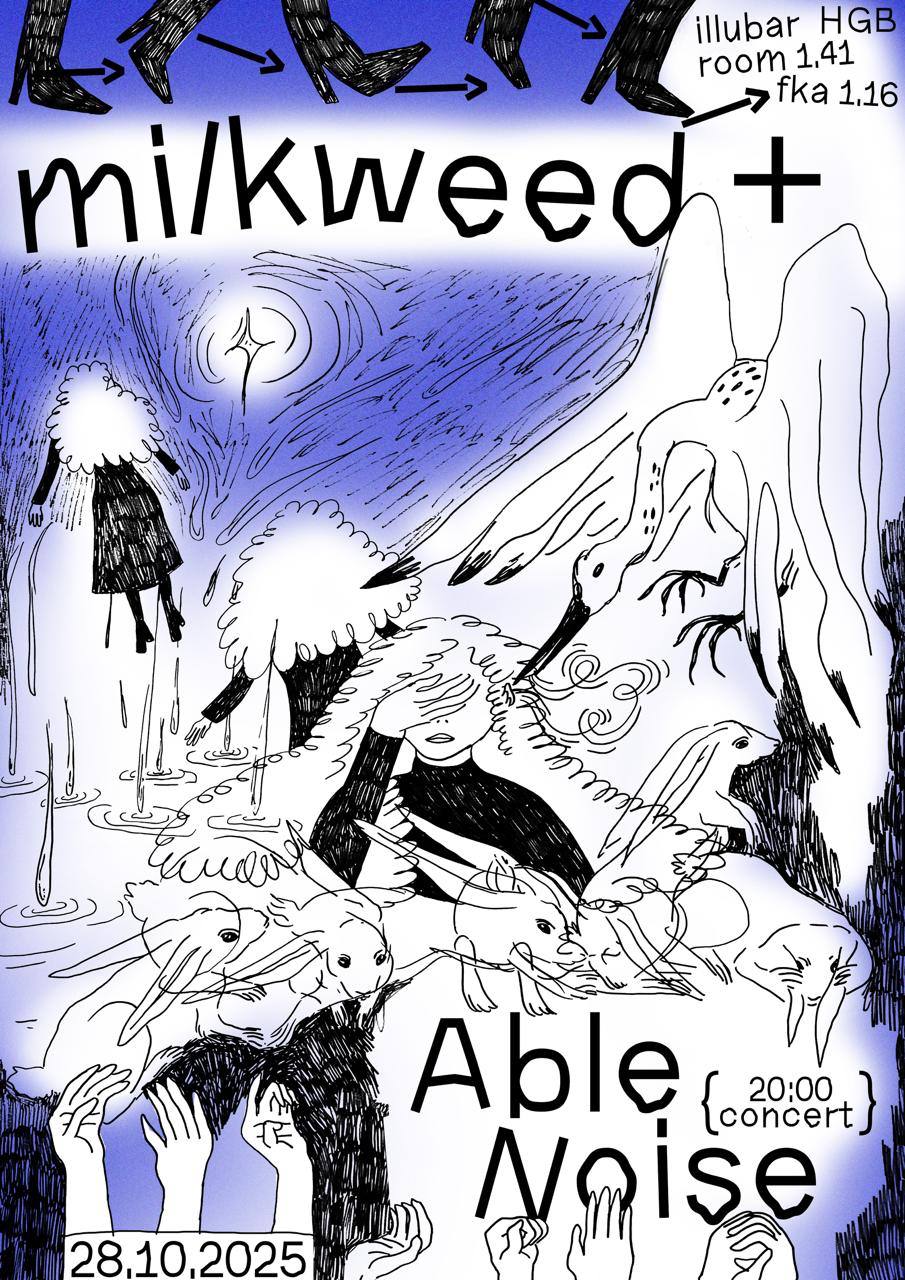 illubar HGB
room 1.41
fka 1.16
milkweed +
Able
Noise
{ 20:00
concert }
28.10.2025